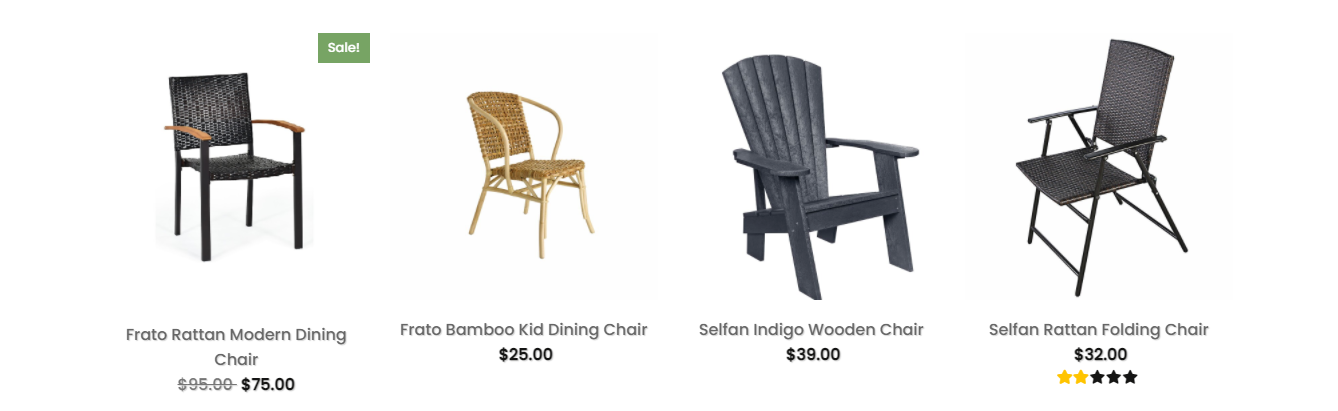 Sale!
Frato Rattan Modern Dining
Chair
$95.00 $75.00
Frato Bamboo Kid Dining Chair
$25.00
Selfan Indigo Wooden Chair
$39.00
Selfan Rattan Folding Chair
$32.00